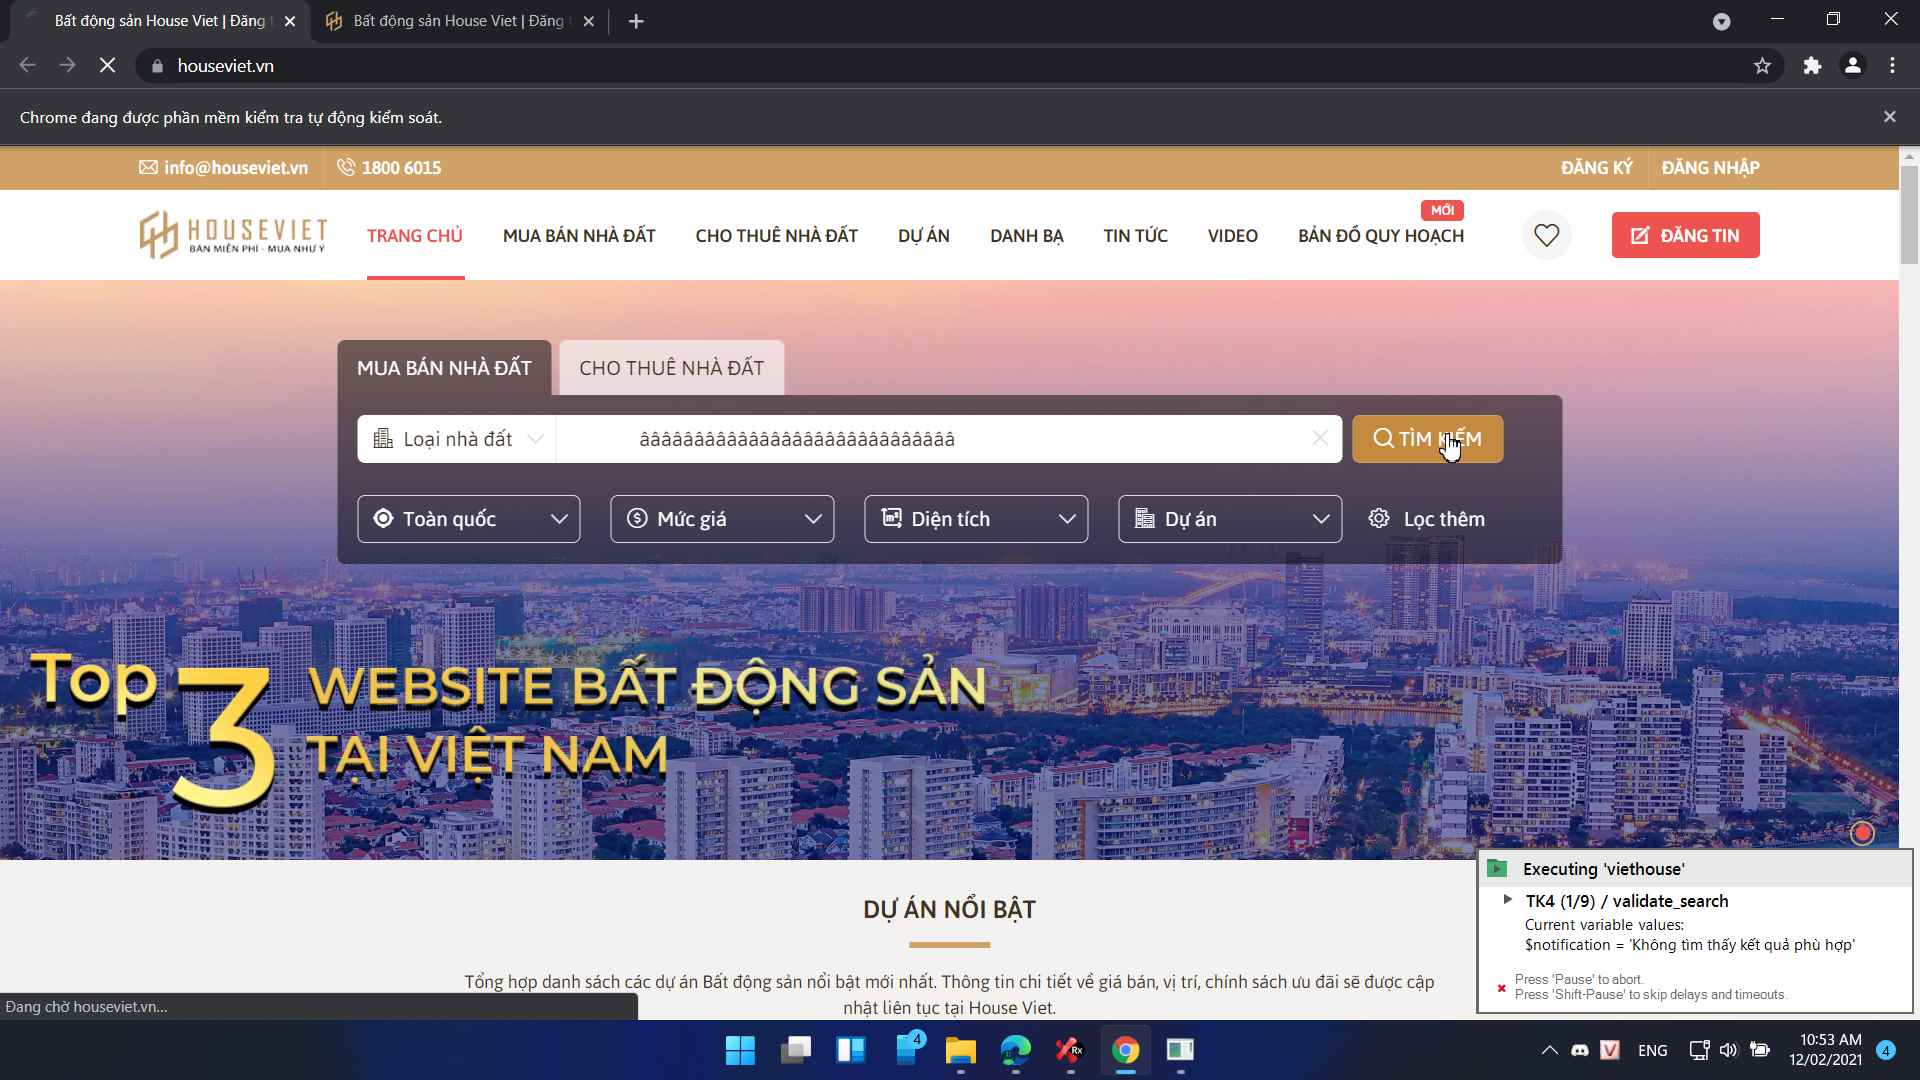 Bất động sản House Viet | Đăng t
Bất động sản House Viet | Đăng t
houseviet.vn
Chrome đang được phần mềm kiểm tra tự động kiểm soát.
info@houseviet.vn 1800 6015 ĐĂNG KÝ ĐĂNG NHẬP
MỚI
HOUSEVIET
BÁN MIỄN PHÍ - MUA NHƯ Ý
TRANG CHỦ MUA BÁN NHÀ ĐẤT CHO THUÊ NHÀ ĐẤT DỰ ÁN DANH BẠ TIN TỨC VIDEO BẢN ĐỒ QUY HOẠCH ĐĂNG TIN
MUA BÁN NHÀ ĐẤT CHO THUÊ NHÀ ĐẤT
Loại nhà đất âââââââââââââââââââââââââââââ TÌM KIẾM
Toàn quốc Mức giá Diện tích Dự án Lọc thêm
Top 3 WEBSITE BẤT ĐỘNG SẢN
TẠI VIỆT NAM
DỰ ÁN NỔI BẬT
Tổng hợp danh sách các dự án Bất động sản nổi bật mới nhất. Thông tin chi tiết về giá bán, vị trí, chính sách ưu đãi sẽ được cập
nhật liên tục tại House Viet.
Đang chờ houseviet.vn...
Executing 'viethouse'
TK4 (1/9) / validate_search
Current variable values:
$notification = 'Không tìm thấy kết quả phù hợp'
Press 'Pause' to abort.
Press 'Shift-Pause' to skip delays and timeouts.
4
Rx
V
ENG
10:53 AM
12/02/2021
4